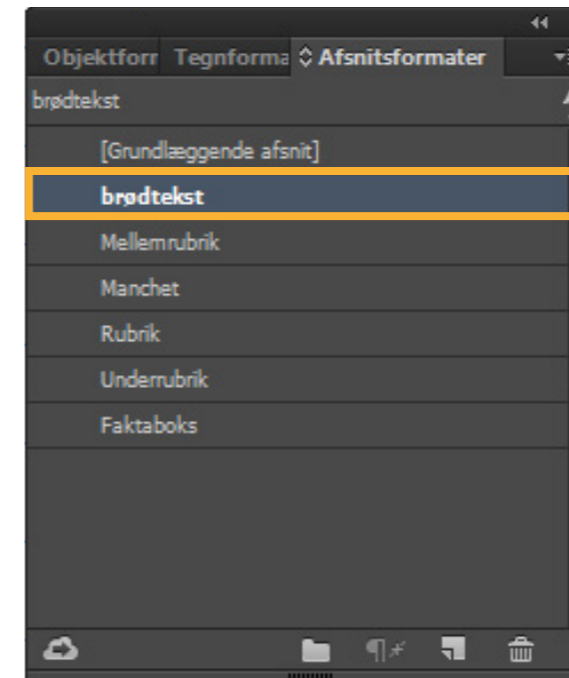 Objektforr Tegnforma Afsnitsformater
brødtekst
[Grundlæggende afsnit]
brødtekst
Mellemrubrik
Manchet
Rubrik
Underrubrik
Faktaboks